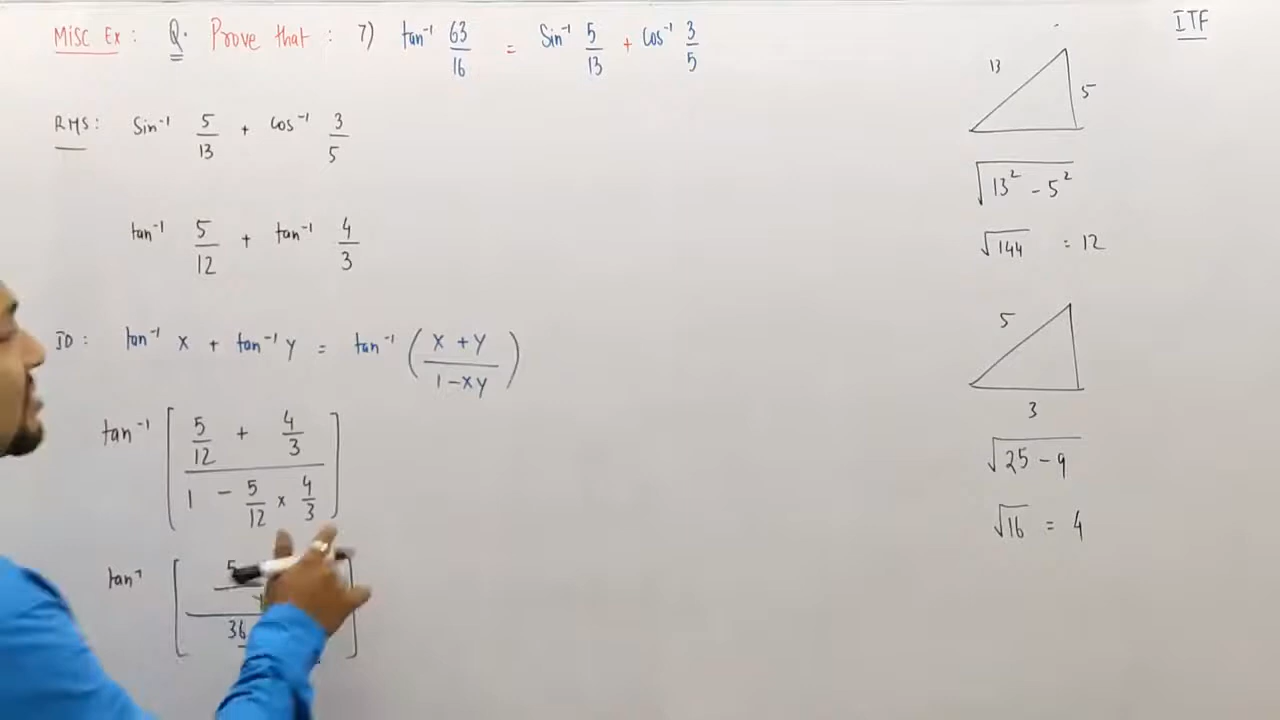 Misc Ex : Q. Prove that : 7) tan⁻¹ 63/16 = Sin⁻¹ 5/13 + cos⁻¹ 3/5
RHS: Sin⁻¹ 5/13 + Cos⁻¹ 3/5
tan⁻¹ 5/12 + tan⁻¹ 4/3
ID : tan⁻¹ x + tan⁻¹ y = tan⁻¹ ( x + y / 1 - xy )
tan⁻¹ [ 5/12 + 4/3 / 1 - 5/12 × 4/3 ]
tan⁻¹ [ 5
36 ]
ITF
13
5
√13² - 5²
√144 = 12
5
3
√25 - 9
√16 = 4